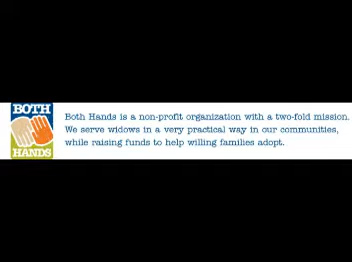 BOTH
HANDS
Both Hands is a non-profit organization with a two-fold mission.
We serve widows in a very practical way in our communities,
while raising funds to help willing families adopt.